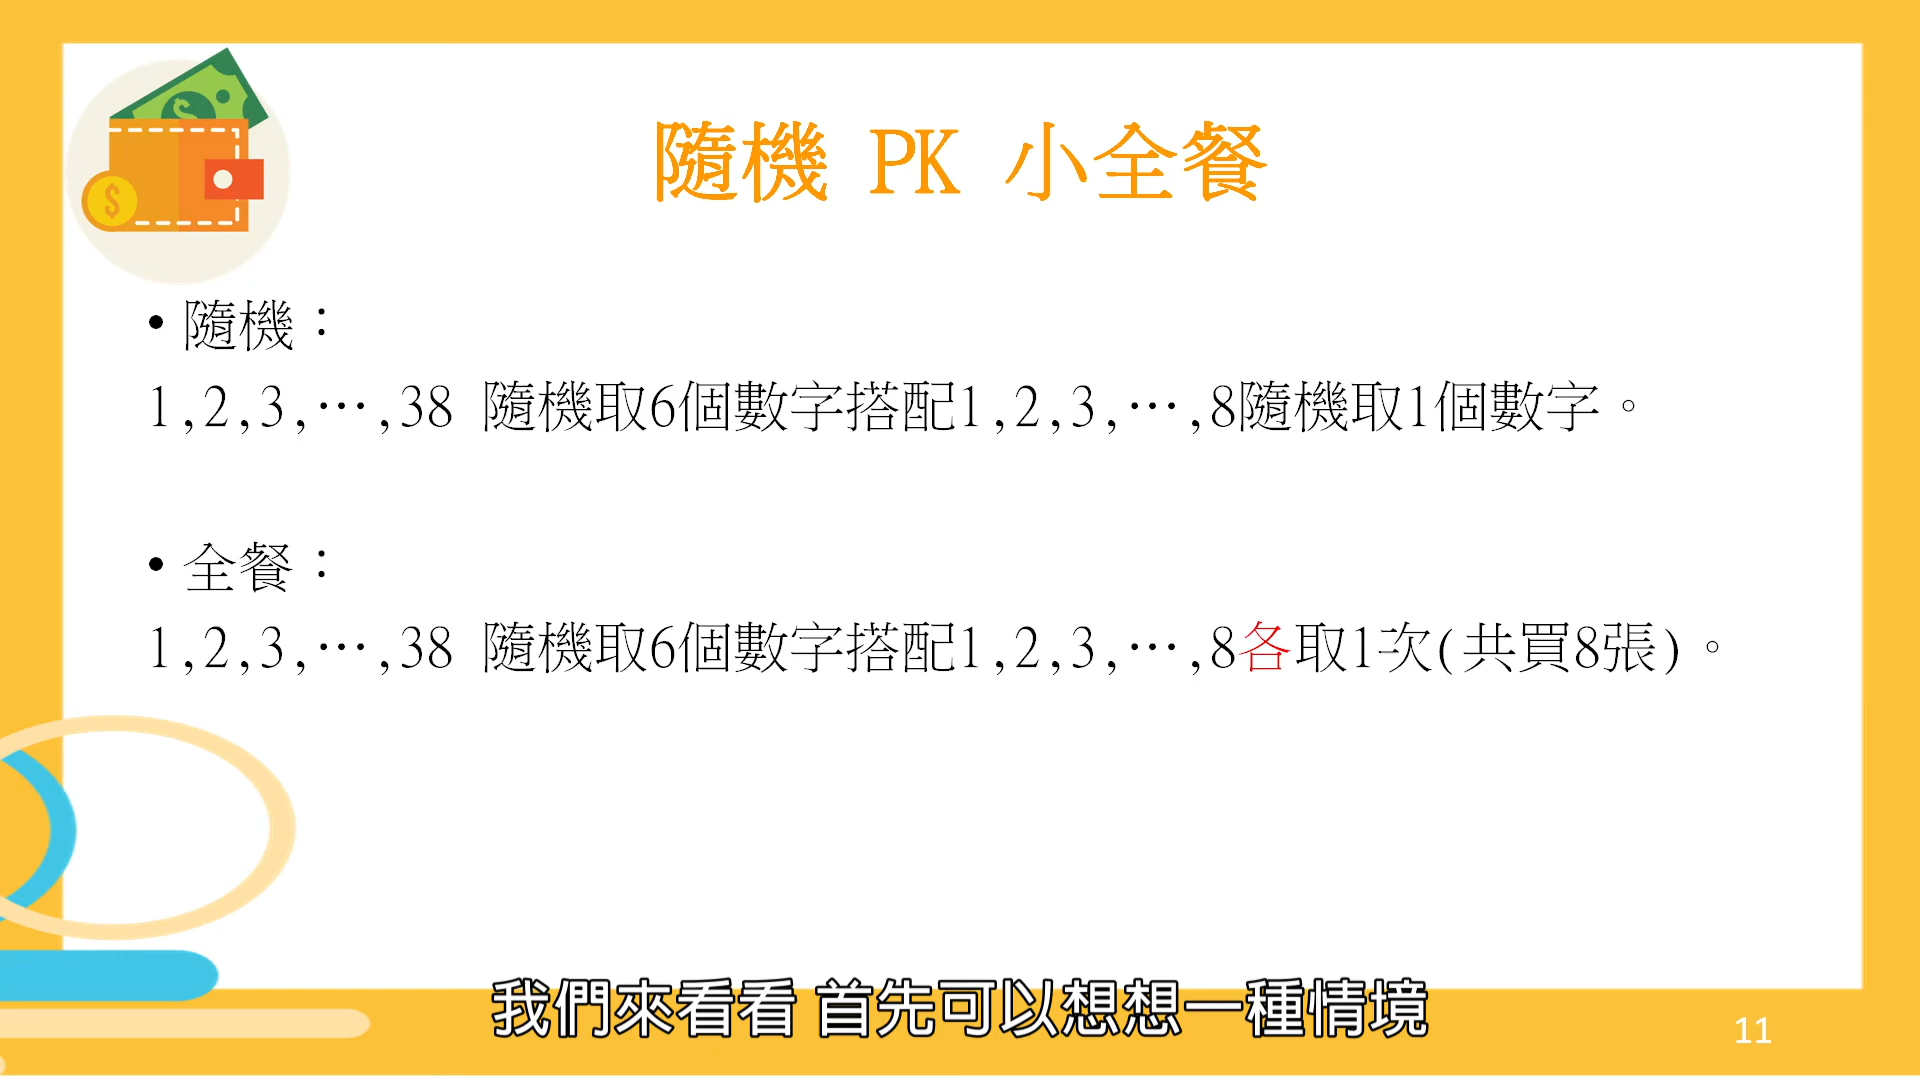 隨機 PK 小全餐
• 隨機：
1,2,3,…,38 隨機取6個數字搭配1,2,3,…,8隨機取1個數字。
• 全餐：
1,2,3,…,38 隨機取6個數字搭配1,2,3,…,8各取1次(共買8張)。
我們來看看 首先可以想想一種情境
11